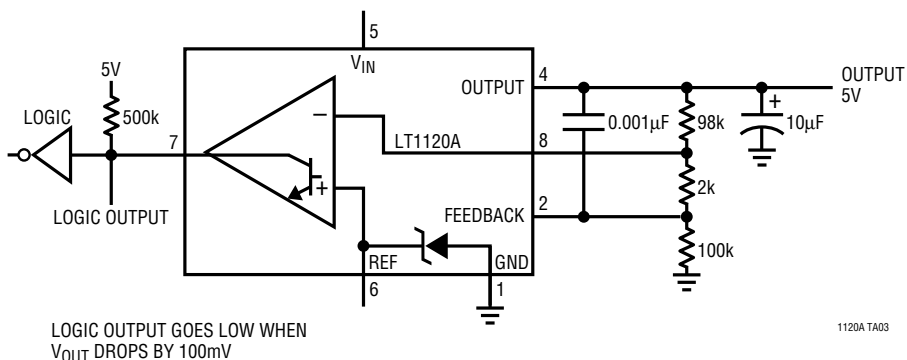 5
V_IN
OUTPUT
4
OUTPUT
5V
5V
500k
LOGIC
7
−
LT1120A
8
0.001µF
98k
+
10µF
+
2k
LOGIC OUTPUT
FEEDBACK
2
100k
REF
GND
6
1
LOGIC OUTPUT GOES LOW WHEN
V_OUT DROPS BY 100mV
1120A TA03